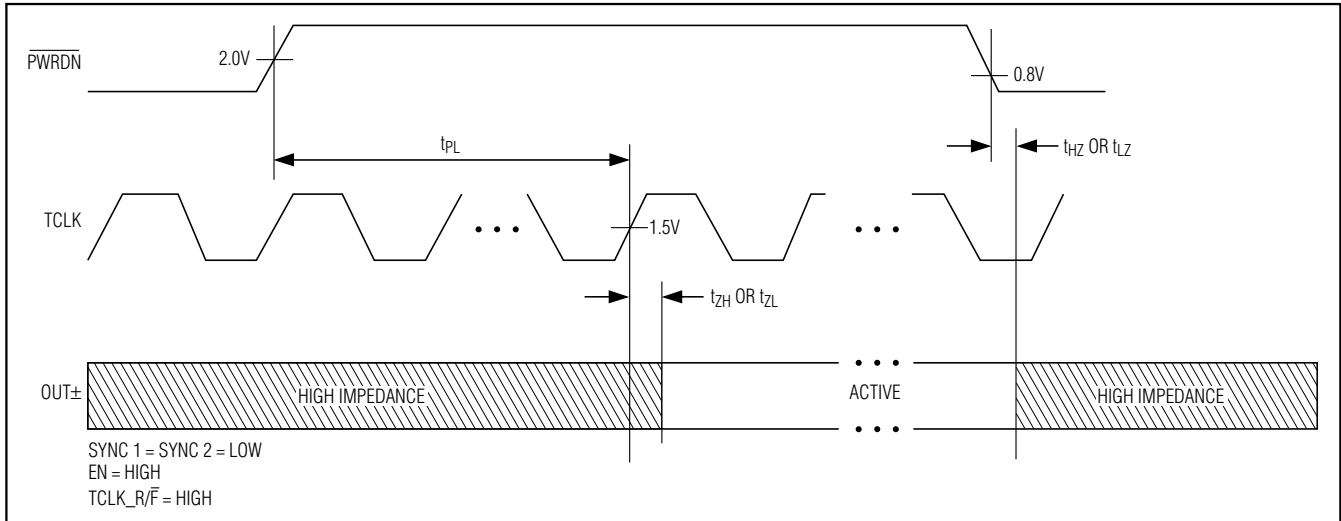 PWRDN
2.0V
0.8V
tPL
tHZ OR tLZ
TCLK
1.5V
tZH OR tZL
OUT±
HIGH IMPEDANCE
ACTIVE
HIGH IMPEDANCE
SYNC 1 = SYNC 2 = LOW
EN = HIGH
TCLK_R/F̅ = HIGH